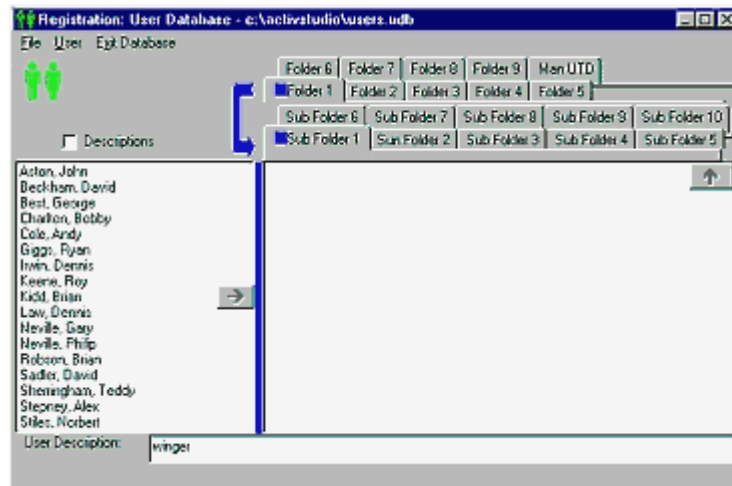 Registration: User Database - c:\activstudio\users.udb
File User Exit Database
Folder 6 Folder 7 Folder 8 Folder 9 Man UTD
Folder 1 Folder 2 Folder 3 Folder 4 Folder 5
Sub Folder 6 Sub Folder 7 Sub Folder 8 Sub Folder 9 Sub Folder 10
Descriptions
Sub Folder 1 Sun Folder 2 Sub Folder 3 Sub Folder 4 Sub Folder 5
Aston, John
Beckham, David
Best, George
Charlton, Bobby
Cole, Andy
Giggs, Ryan
Irwin, Dennis
Keene, Roy
Kidd, Brian
Law, Dennis
Neville, Gary
Neville, Philip
Robson, Brian
Sadler, David
Sherringham, Teddy
Stepney, Alex
Stiles, Norbert
User Description: winger